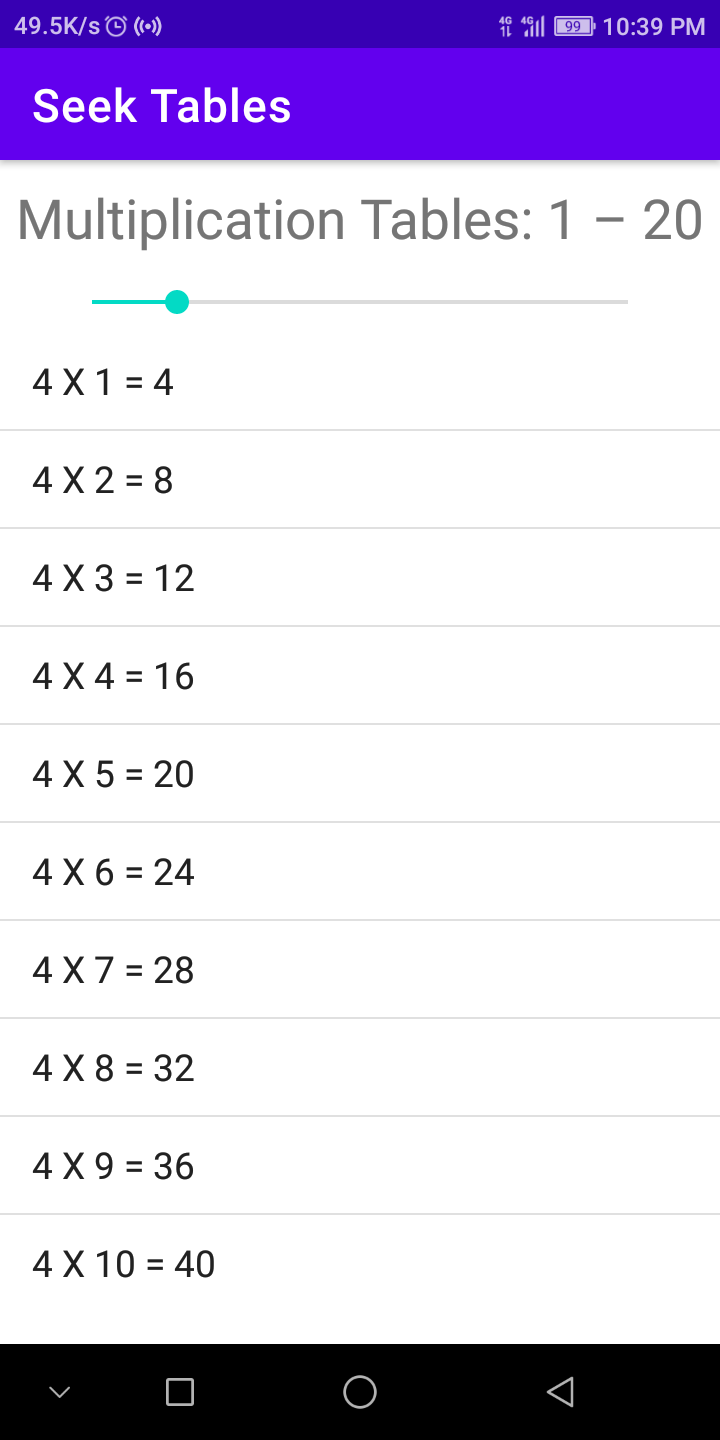 49.5K/s 4G 4G 99 10:39 PM
Seek Tables
Multiplication Tables: 1 – 20
4 X 1 = 4
4 X 2 = 8
4 X 3 = 12
4 X 4 = 16
4 X 5 = 20
4 X 6 = 24
4 X 7 = 28
4 X 8 = 32
4 X 9 = 36
4 X 10 = 40